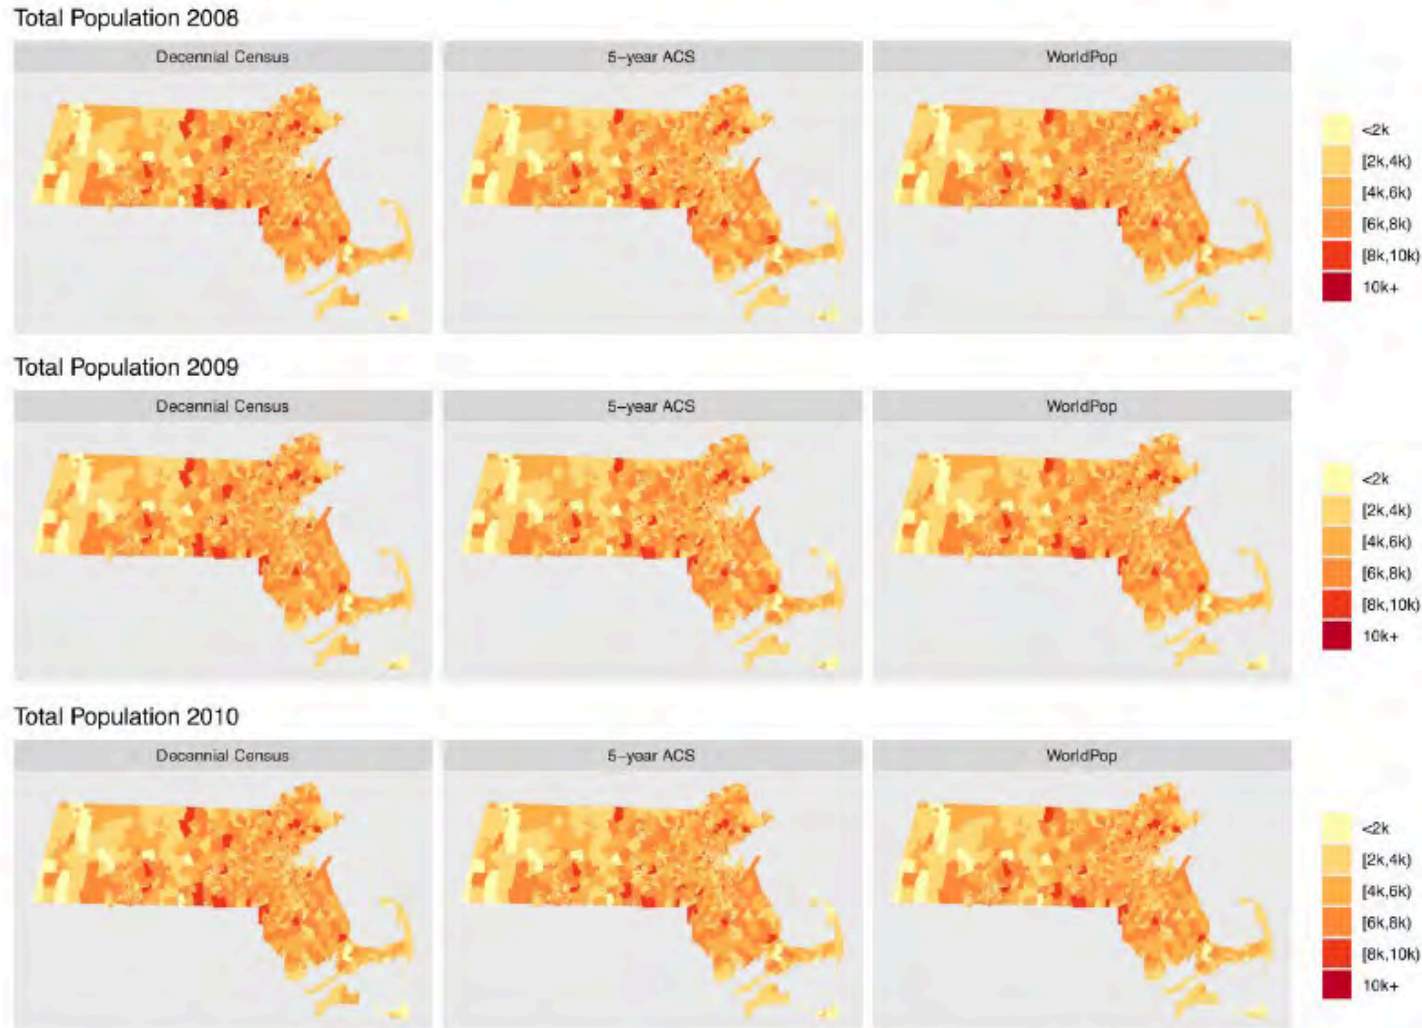 Total Population 2008
Decennial Census
5-year ACS
WorldPop
<2k
[2k,4k)
[4k,6k)
[6k,8k)
[8k,10k)
10k+
Total Population 2009
Decennial Census
5-year ACS
WorldPop
<2k
[2k,4k)
[4k,6k)
[6k,8k)
[8k,10k)
10k+
Total Population 2010
Decennial Census
5-year ACS
WorldPop
<2k
[2k,4k)
[4k,6k)
[6k,8k)
[8k,10k)
10k+